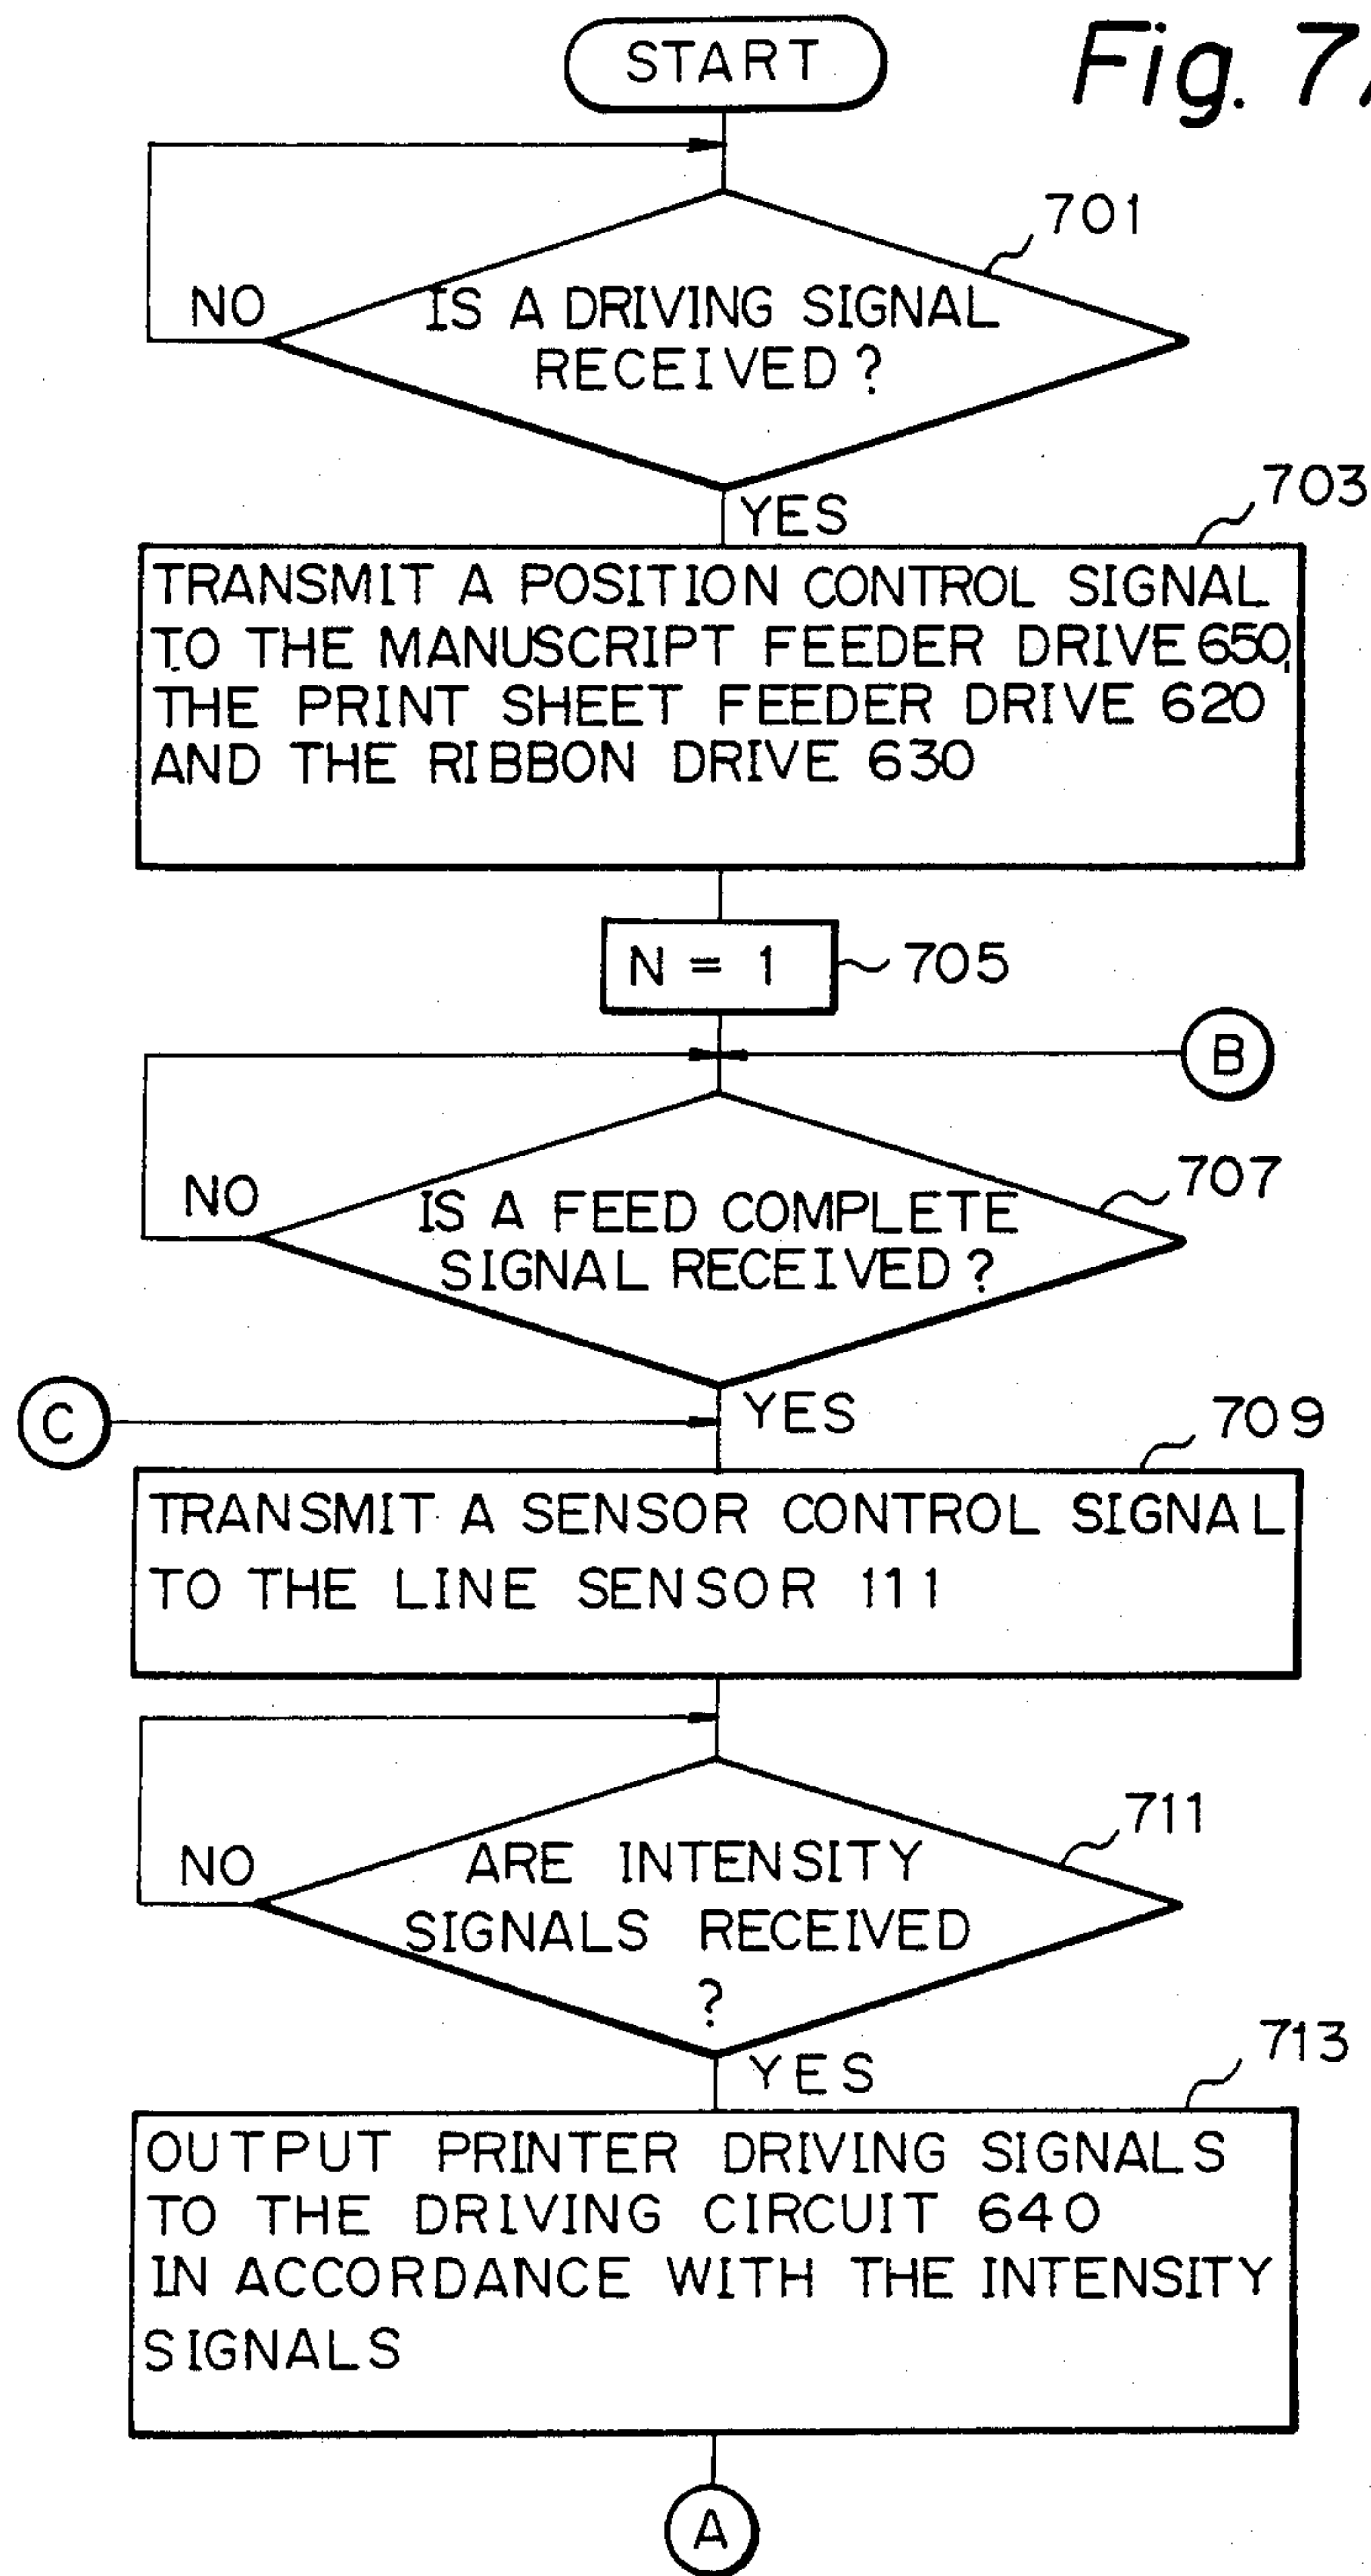 START
Fig. 7A
701
NO
IS A DRIVING SIGNAL
RECEIVED ?
YES
703
TRANSMIT A POSITION CONTROL SIGNAL
TO THE MANUSCRIPT FEEDER DRIVE 650,
THE PRINT SHEET FEEDER DRIVE 620
AND THE RIBBON DRIVE 630
N = 1
705
B
707
NO
IS A FEED COMPLETE
SIGNAL RECEIVED ?
YES
C
709
TRANSMIT A SENSOR CONTROL SIGNAL
TO THE LINE SENSOR 111
711
NO
ARE INTENSITY
SIGNALS RECEIVED
?
YES
713
OUTPUT PRINTER DRIVING SIGNALS
TO THE DRIVING CIRCUIT 640
IN ACCORDANCE WITH THE INTENSITY
SIGNALS
A